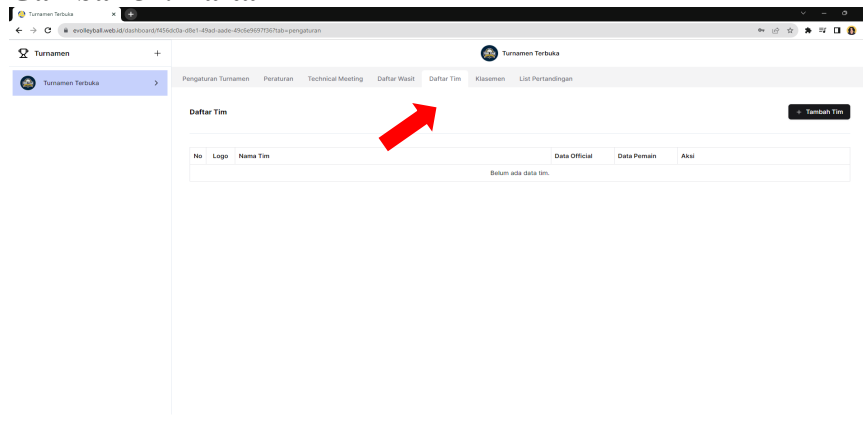 Turnamen Terbuka
evolleyball.web.id/dashboard/f456dc0a-d8e1-49ad-aade-49c6e9697f36?tab=pengaturan
Turnamen +
Turnamen Terbuka
Turnamen Terbuka
Pengaturan Turnamen Peraturan Technical Meeting Daftar Wasit Daftar Tim Klasemen List Pertandingan
Daftar Tim
+ Tambah Tim
No Logo Nama Tim Data Official Data Pemain Aksi
Belum ada data tim.